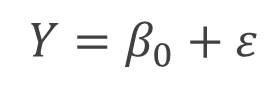 Y = β₀ + ε